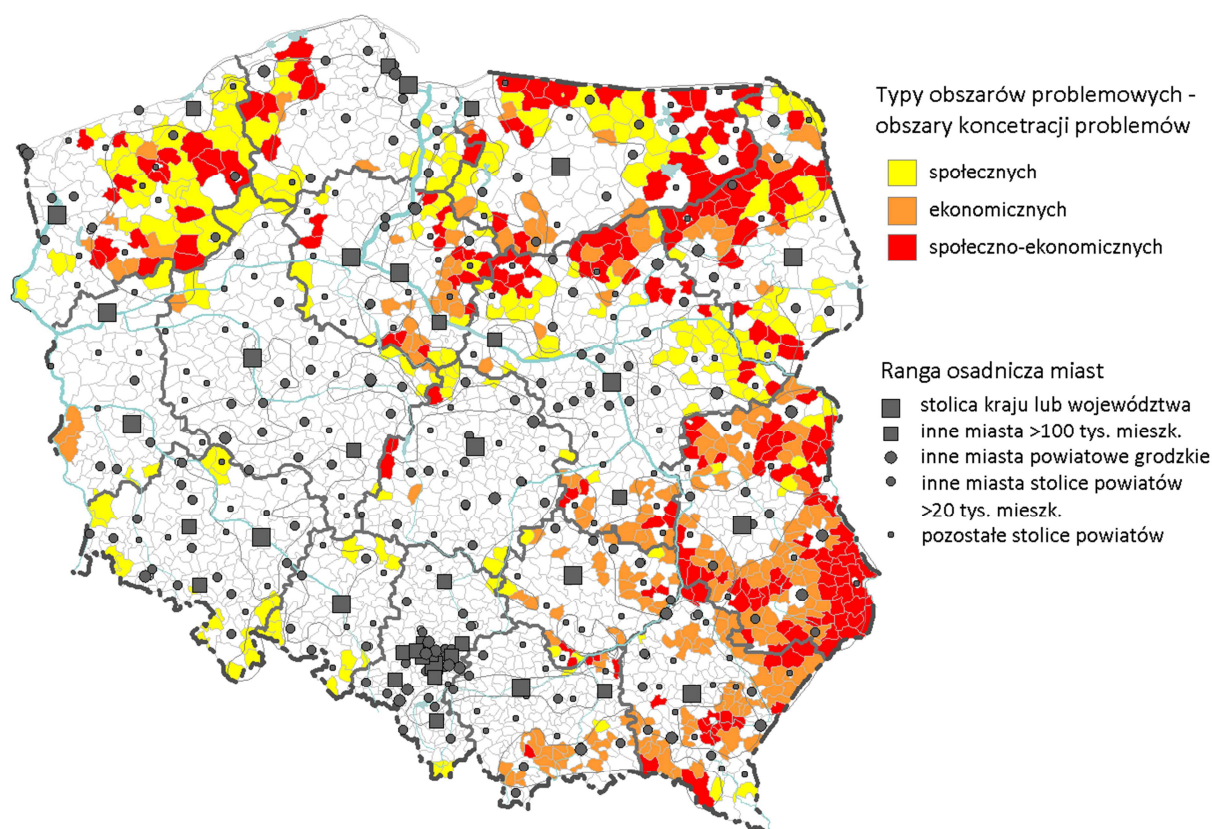 Typy obszarów problemowych -
obszary koncetracji problemów
społecznych
ekonomicznych
społeczno-ekonomicznych
Ranga osadnicza miast
stolica kraju lub województwa
inne miasta >100 tys. mieszk.
inne miasta powiatowe grodzkie
inne miasta stolice powiatów
>20 tys. mieszk.
pozostałe stolice powiatów